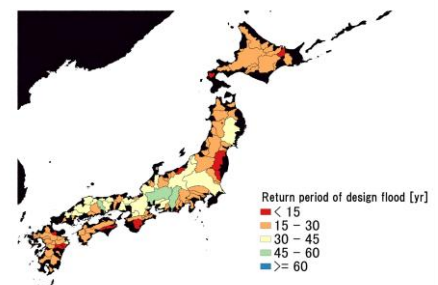 Return period of design flood [yr]
< 15
15 - 30
30 - 45
45 - 60
>= 60